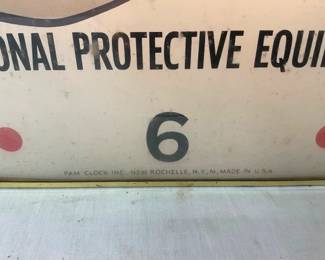 ONAL PROTECTIVE EQUI
6
PAM CLOCK INC., NEW ROCHELLE, N.Y., MADE IN U.S.A.